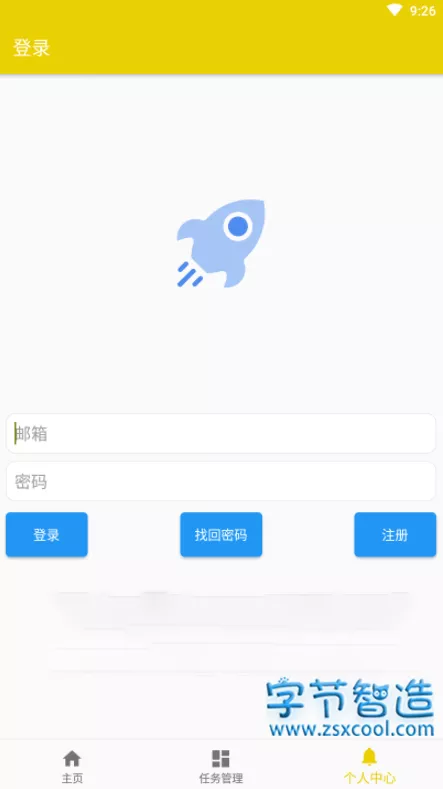 9:26
登录
邮箱
密码
登录
找回密码
注册
字节智造
www.zsxcool.com
主页
任务管理
个人中心